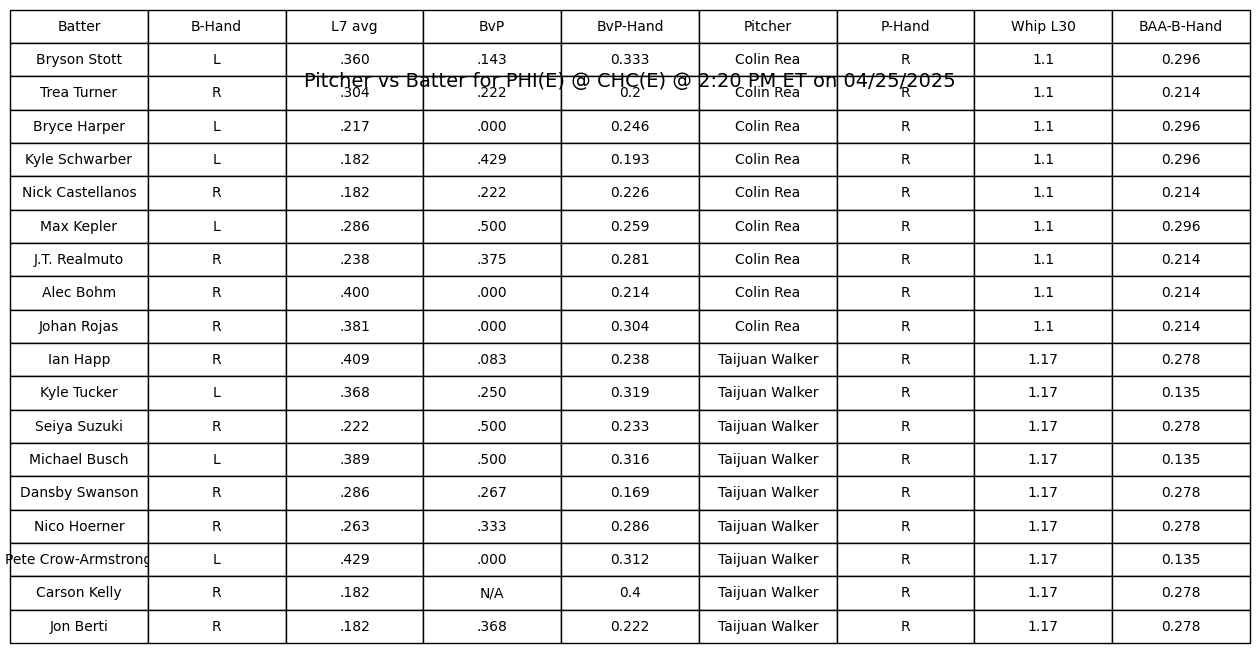 Batter B-Hand L7 avg BvP BvP-Hand Pitcher P-Hand Whip L30 BAA-B-Hand
Bryson Stott L .360 .143 0.333 Colin Rea R 1.1 0.296
Pitcher vs Batter for PHI(E) @ CHC(E) @ 2:20 PM ET on 04/25/2025
Trea Turner R .304 .222 0.2 Colin Rea R 1.1 0.214
Bryce Harper L .217 .000 0.246 Colin Rea R 1.1 0.296
Kyle Schwarber L .182 .429 0.193 Colin Rea R 1.1 0.296
Nick Castellanos R .182 .222 0.226 Colin Rea R 1.1 0.214
Max Kepler L .286 .500 0.259 Colin Rea R 1.1 0.296
J.T. Realmuto R .238 .375 0.281 Colin Rea R 1.1 0.214
Alec Bohm R .400 .000 0.214 Colin Rea R 1.1 0.214
Johan Rojas R .381 .000 0.304 Colin Rea R 1.1 0.214
Ian Happ R .409 .083 0.238 Taijuan Walker R 1.17 0.278
Kyle Tucker L .368 .250 0.319 Taijuan Walker R 1.17 0.135
Seiya Suzuki R .222 .500 0.233 Taijuan Walker R 1.17 0.278
Michael Busch L .389 .500 0.316 Taijuan Walker R 1.17 0.135
Dansby Swanson R .286 .267 0.169 Taijuan Walker R 1.17 0.278
Nico Hoerner R .263 .333 0.286 Taijuan Walker R 1.17 0.278
Pete Crow-Armstrong L .429 .000 0.312 Taijuan Walker R 1.17 0.135
Carson Kelly R .182 N/A 0.4 Taijuan Walker R 1.17 0.278
Jon Berti R .182 .368 0.222 Taijuan Walker R 1.17 0.278